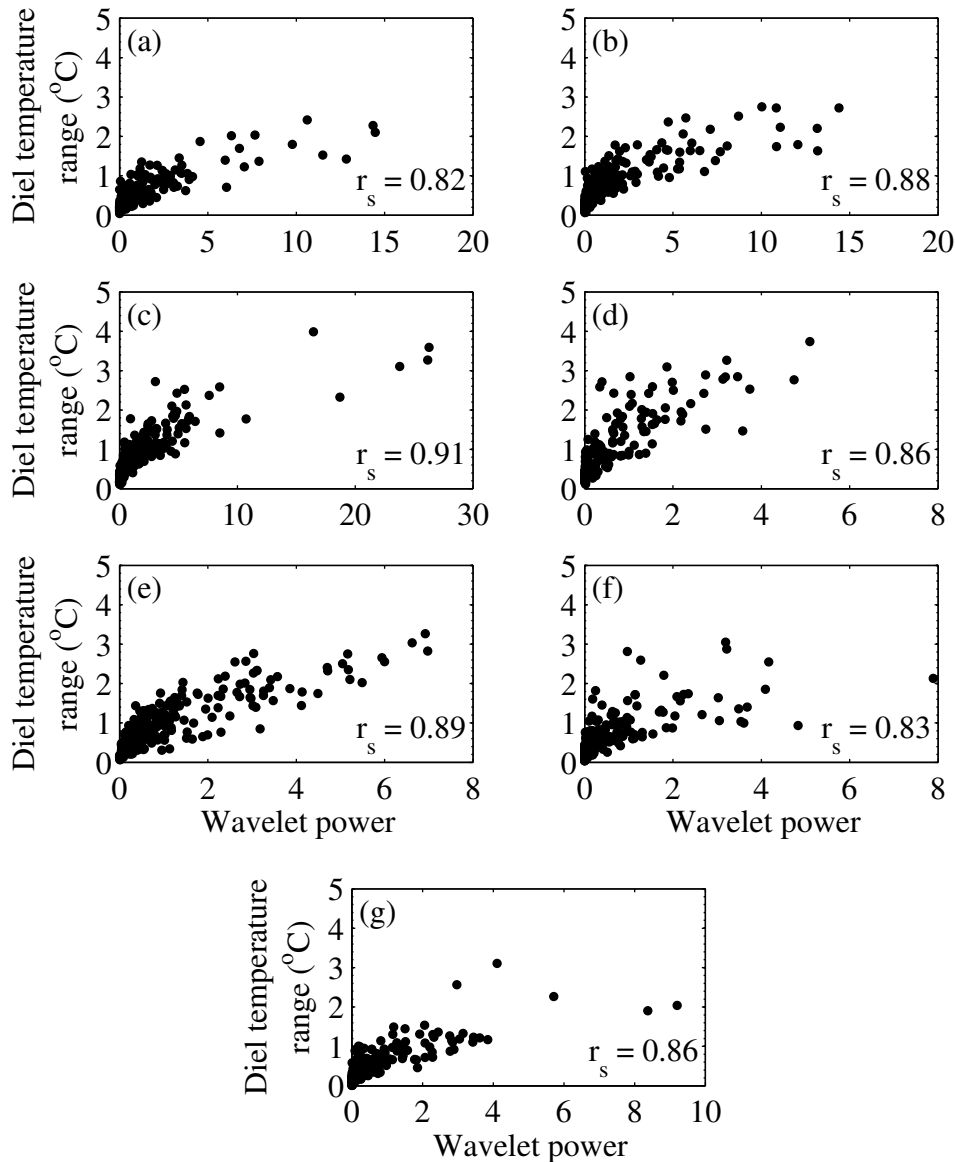 Diel temperature
range (°C)
5
4
3
2
1
0
(a)
r_s = 0.82
0 5 10 15 20
5
4
3
2
1
0
(b)
r_s = 0.88
0 5 10 15 20
Diel temperature
range (°C)
5
4
3
2
1
0
(c)
r_s = 0.91
0 10 20 30
5
4
3
2
1
0
(d)
r_s = 0.86
0 2 4 6 8
Diel temperature
range (°C)
5
4
3
2
1
0
(e)
r_s = 0.89
0 2 4 6 8
Wavelet power
5
4
3
2
1
0
(f)
r_s = 0.83
0 2 4 6 8
Wavelet power
Diel temperature
range (°C)
5
4
3
2
1
0
(g)
r_s = 0.86
0 2 4 6 8 10
Wavelet power